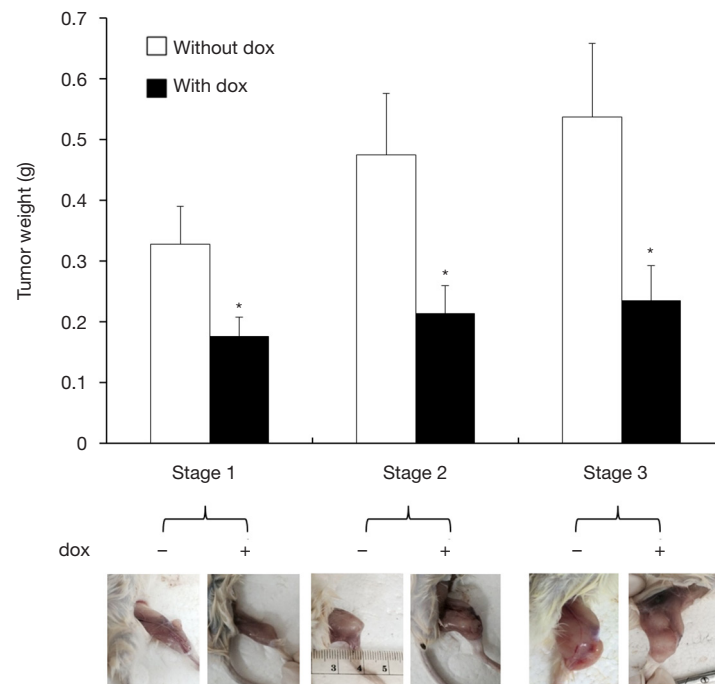 0.7
0.6
0.5
0.4
0.3
0.2
0.1
0
Tumor weight (g)
Without dox
With dox
*
*
*
Stage 1 Stage 2 Stage 3
dox − + − + − +
3 4 5